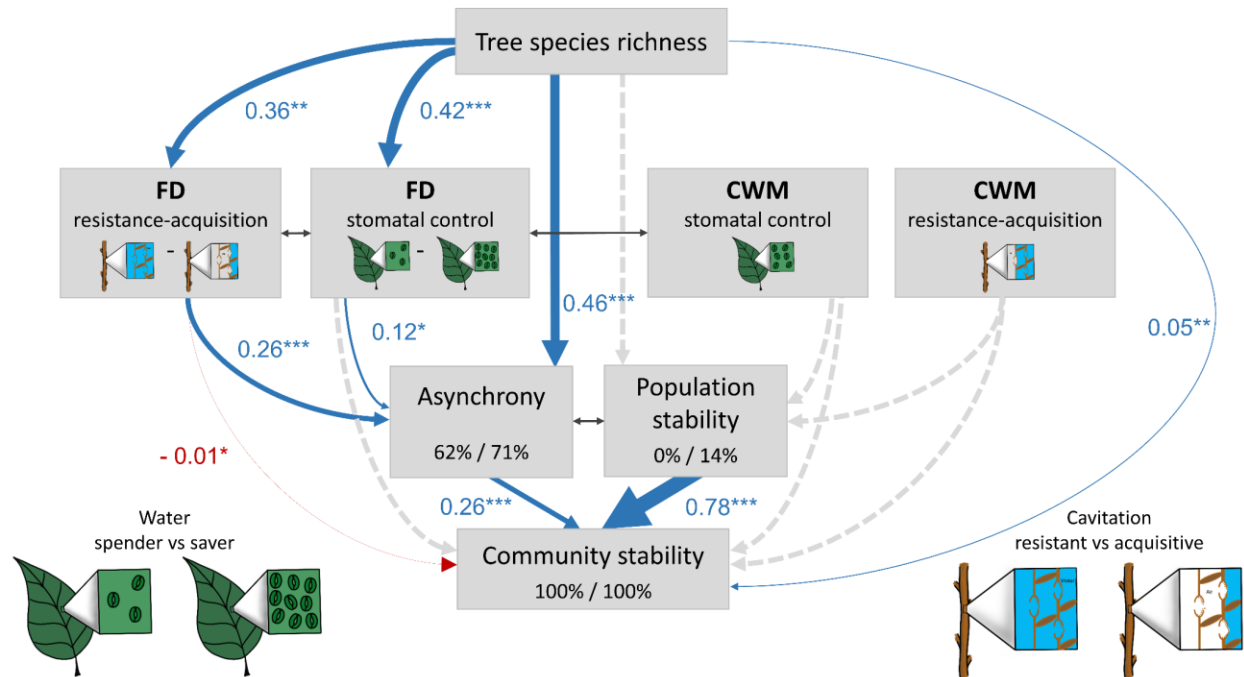 Tree species richness
0.36**
0.42***
FD
resistance-acquisition
-
FD
stomatal control
-
CWM
stomatal control
CWM
resistance-acquisition
0.46***
0.05**
0.26***
0.12*
Asynchrony
62% / 71%
Population
stability
0% / 14%
- 0.01*
0.26***
0.78***
Community stability
100% / 100%
Water
spender vs saver
Cavitation
resistant vs acquisitive
Air